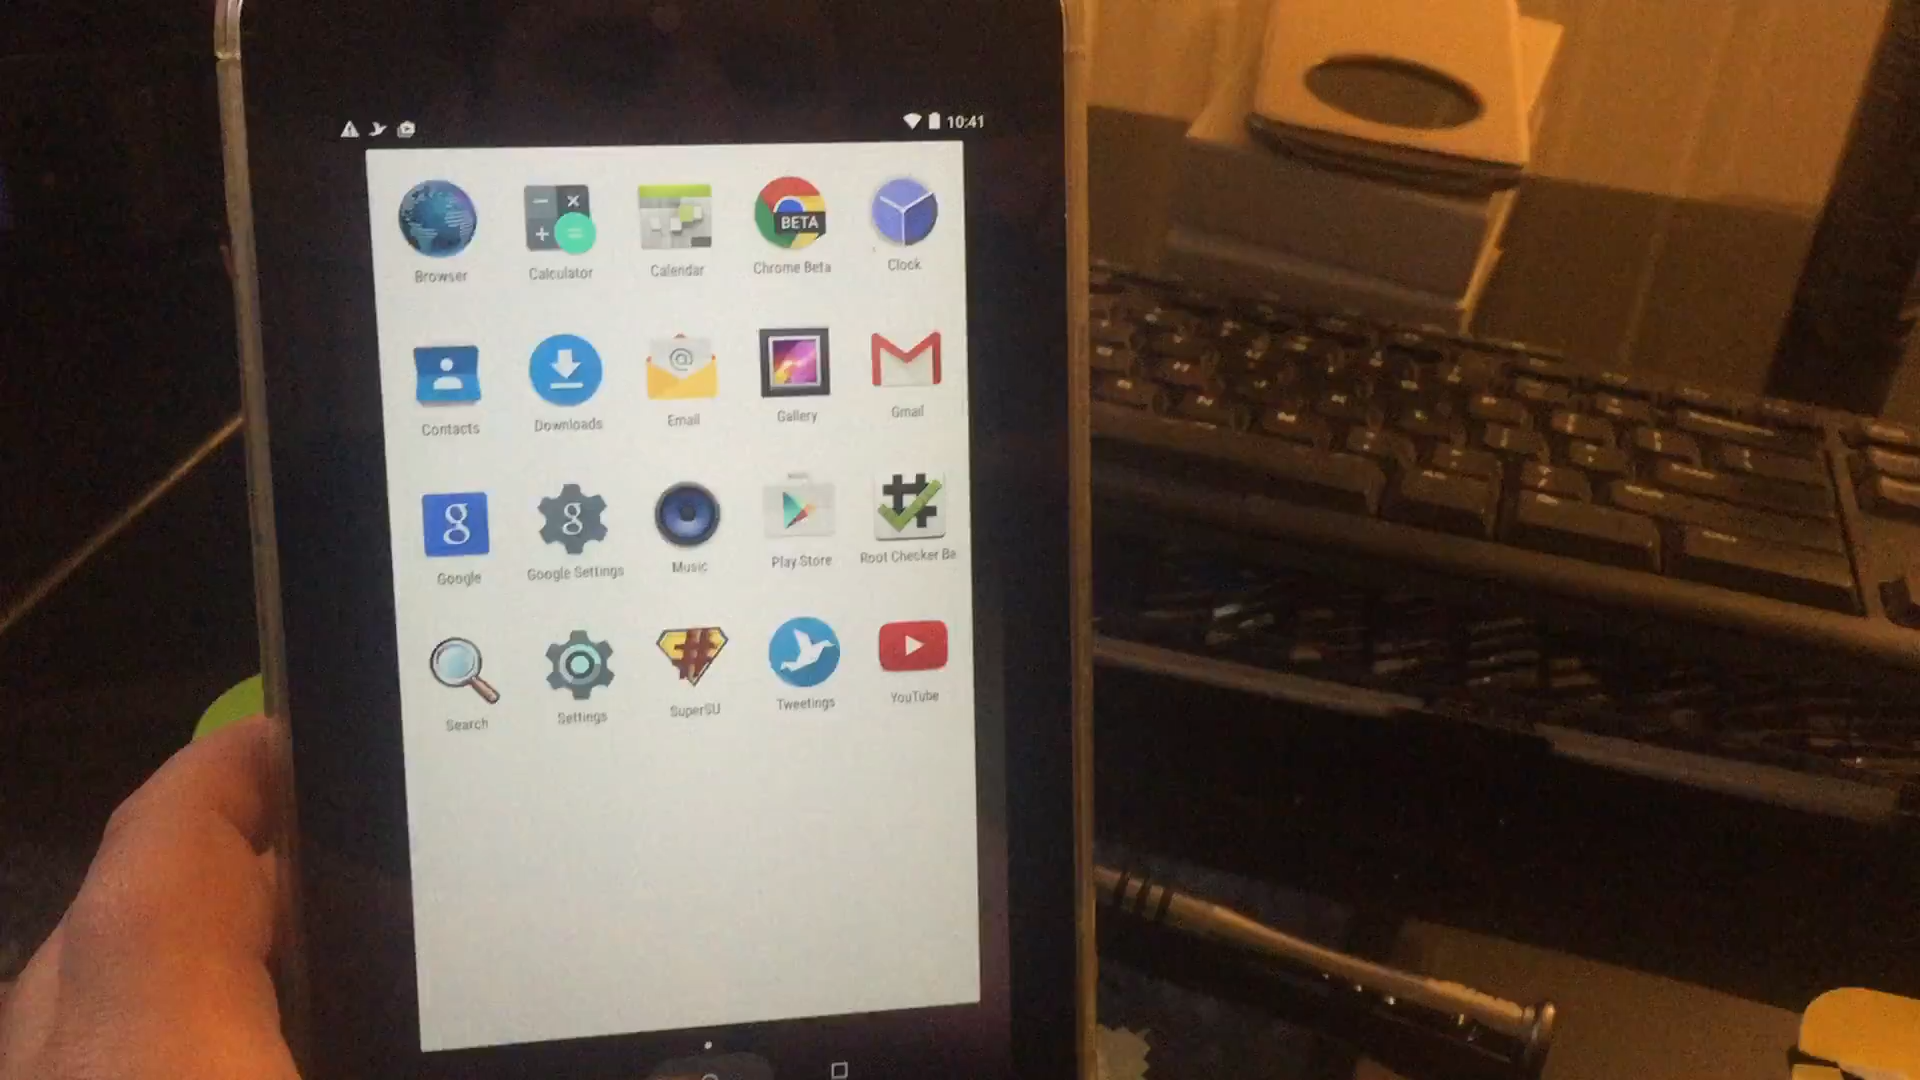 10:41
BETA
Browser
Calculator
Calendar
Chrome Beta
Clock
@
Contacts
Downloads
Email
Gallery
Gmail
g
g
Google
Google Settings
Music
Play Store
Root Checker Ba
Search
Settings
SuperSU
Tweetings
YouTube